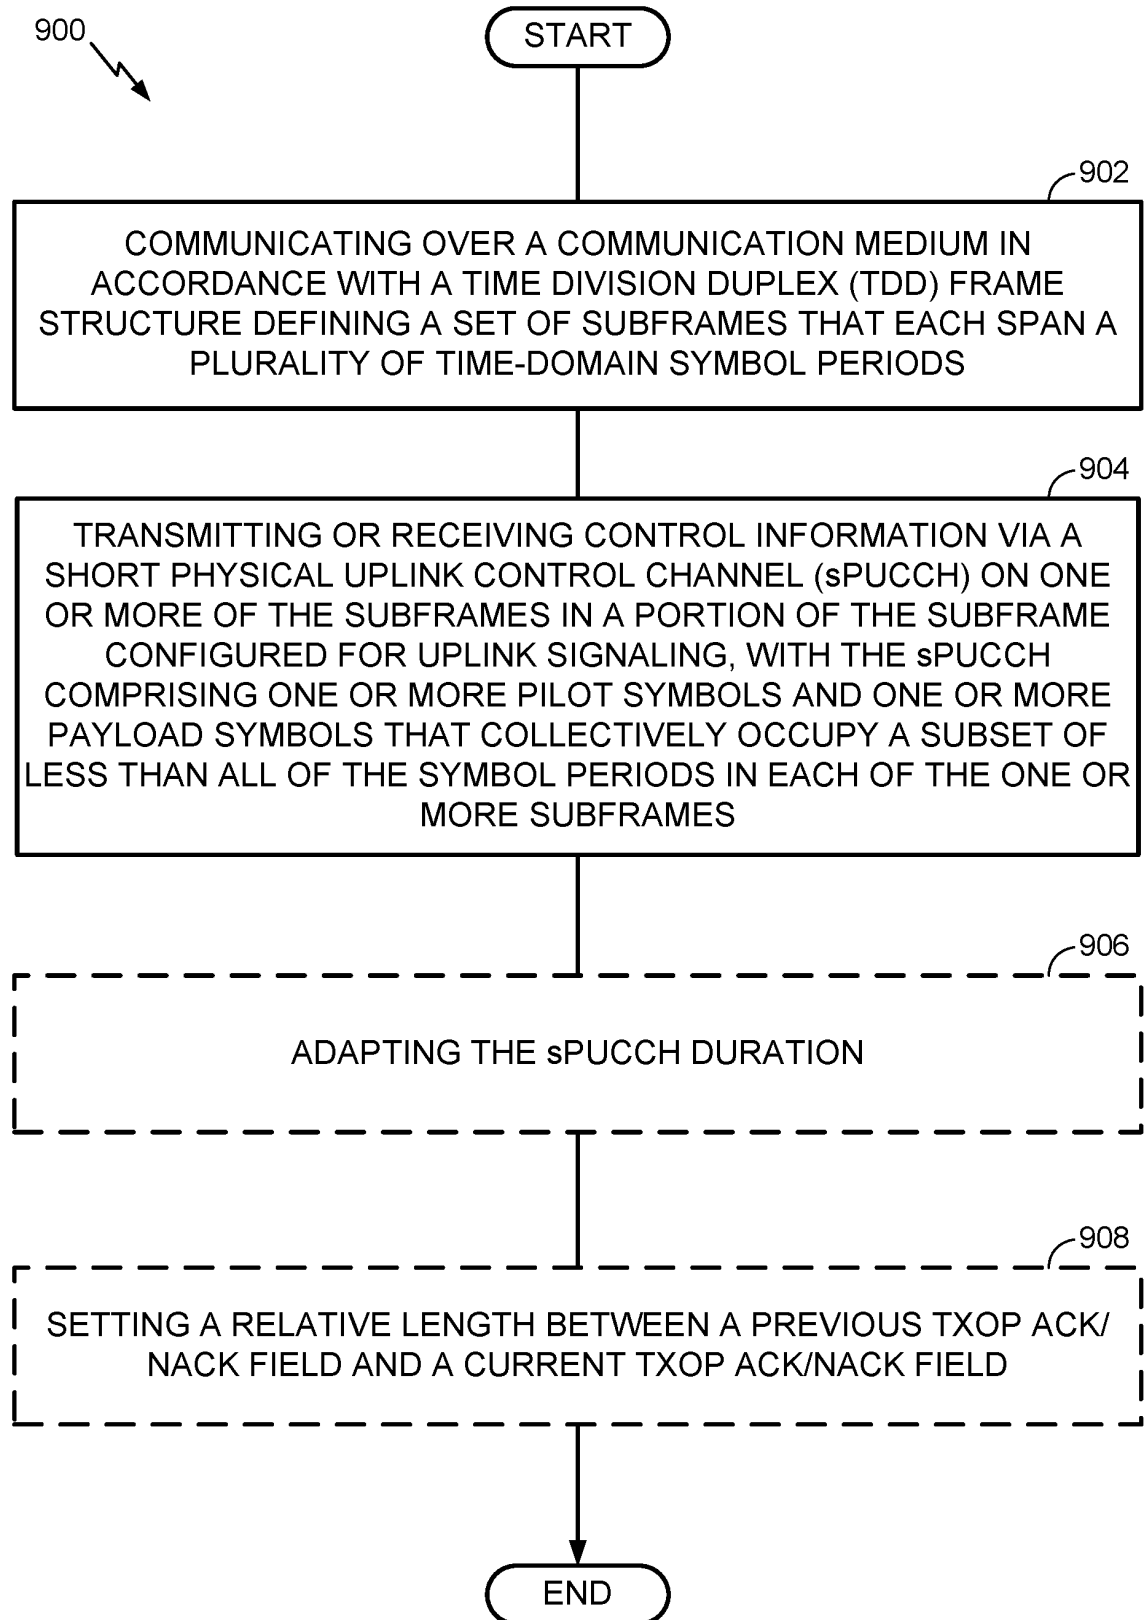 900
START
902
COMMUNICATING OVER A COMMUNICATION MEDIUM IN
ACCORDANCE WITH A TIME DIVISION DUPLEX (TDD) FRAME
STRUCTURE DEFINING A SET OF SUBFRAMES THAT EACH SPAN A
PLURALITY OF TIME-DOMAIN SYMBOL PERIODS
904
TRANSMITTING OR RECEIVING CONTROL INFORMATION VIA A
SHORT PHYSICAL UPLINK CONTROL CHANNEL (sPUCCH) ON ONE
OR MORE OF THE SUBFRAMES IN A PORTION OF THE SUBFRAME
CONFIGURED FOR UPLINK SIGNALING, WITH THE sPUCCH
COMPRISING ONE OR MORE PILOT SYMBOLS AND ONE OR MORE
PAYLOAD SYMBOLS THAT COLLECTIVELY OCCUPY A SUBSET OF
LESS THAN ALL OF THE SYMBOL PERIODS IN EACH OF THE ONE OR
MORE SUBFRAMES
906
ADAPTING THE sPUCCH DURATION
908
SETTING A RELATIVE LENGTH BETWEEN A PREVIOUS TXOP ACK/
NACK FIELD AND A CURRENT TXOP ACK/NACK FIELD
END